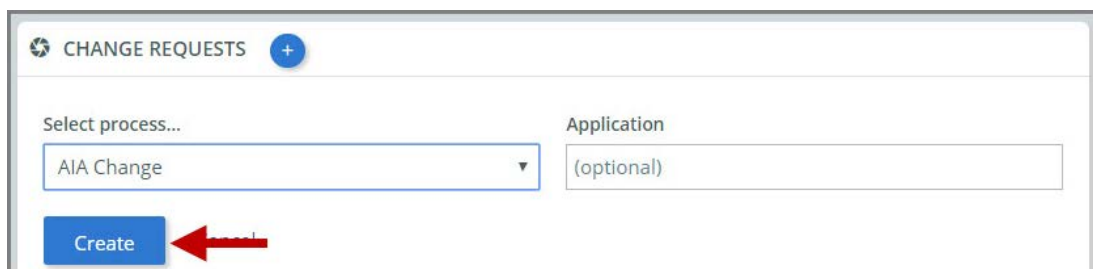 CHANGE REQUESTS +
Select process...
Application
AIA Change
(optional)
Create